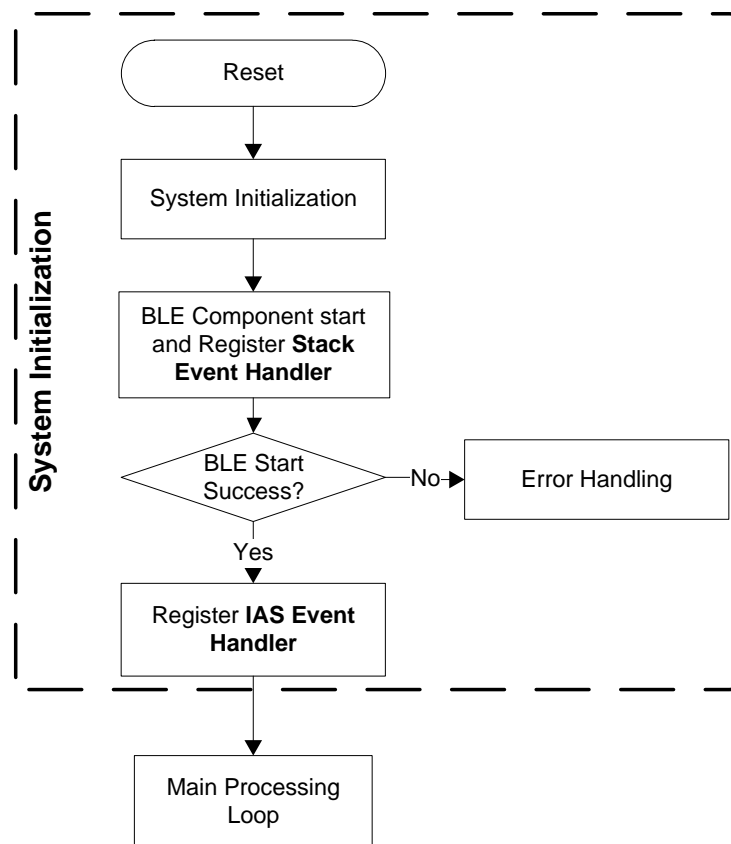 Reset
System Initialization
System Initialization
BLE Component start
and Register Stack
Event Handler
BLE Start
Success?
No
Error Handling
Yes
Register IAS Event
Handler
Main Processing
Loop